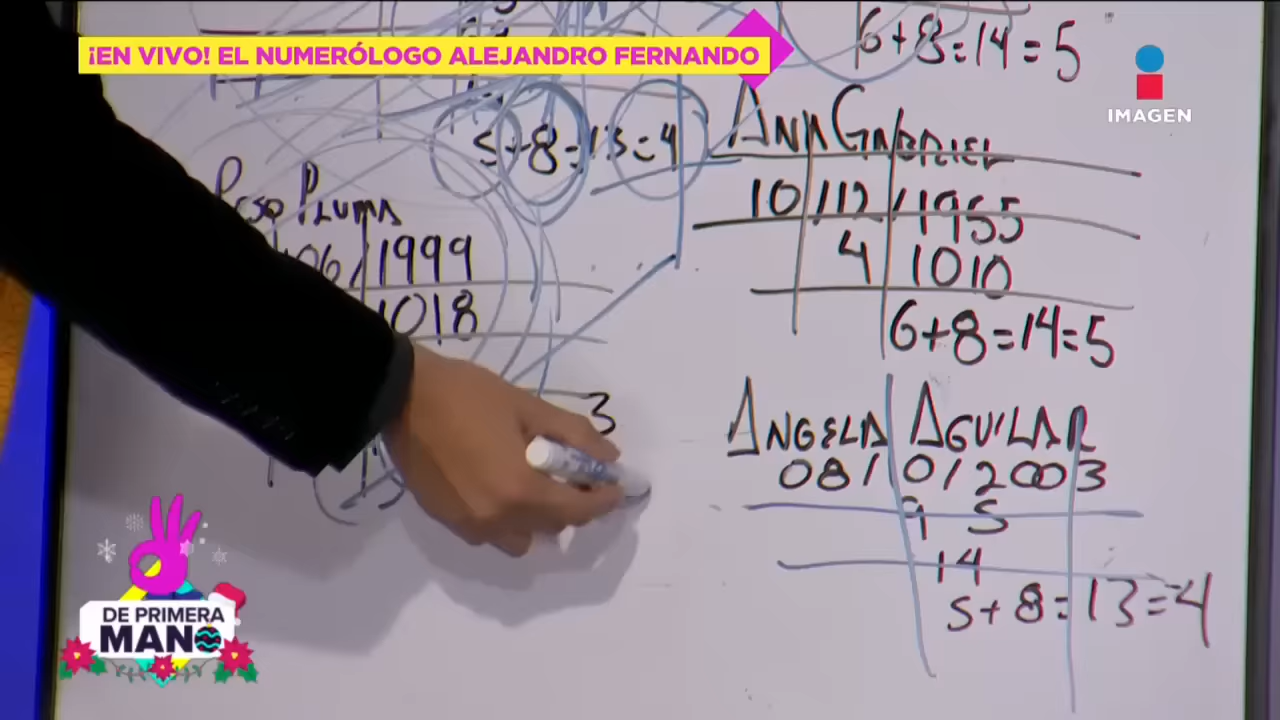 ¡EN VIVO! EL NUMERÓLOGO ALEJANDRO FERNANDO
IMAGEN
6+8=14=5
5+8=13=4
PESO PLUMA
06/1999
1018
3
ANA GABRIEL
10/12/1955
4 1010
6+8=14=5
ANGELA AGUILAR
08/10/2003
9 5
14
5+8=13=4
DE PRIMERA
MANO